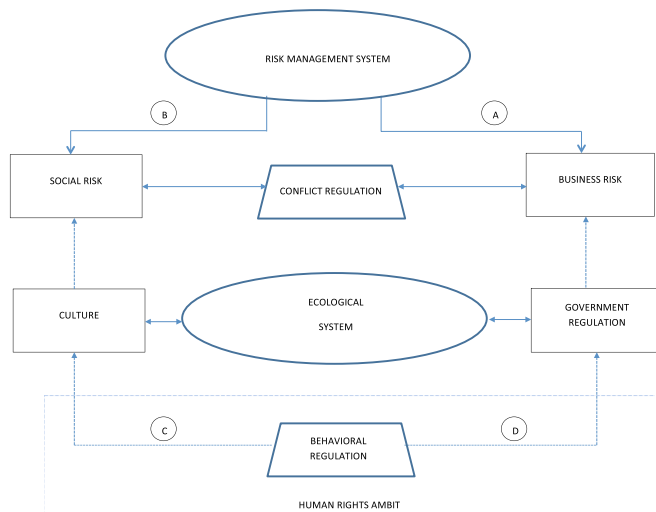 RISK MANAGEMENT SYSTEM
B
A
SOCIAL RISK
CONFLICT REGULATION
BUSINESS RISK
CULTURE
ECOLOGICAL
SYSTEM
GOVERNMENT
REGULATION
C
D
BEHAVIORAL
REGULATION
HUMAN RIGHTS AMBIT